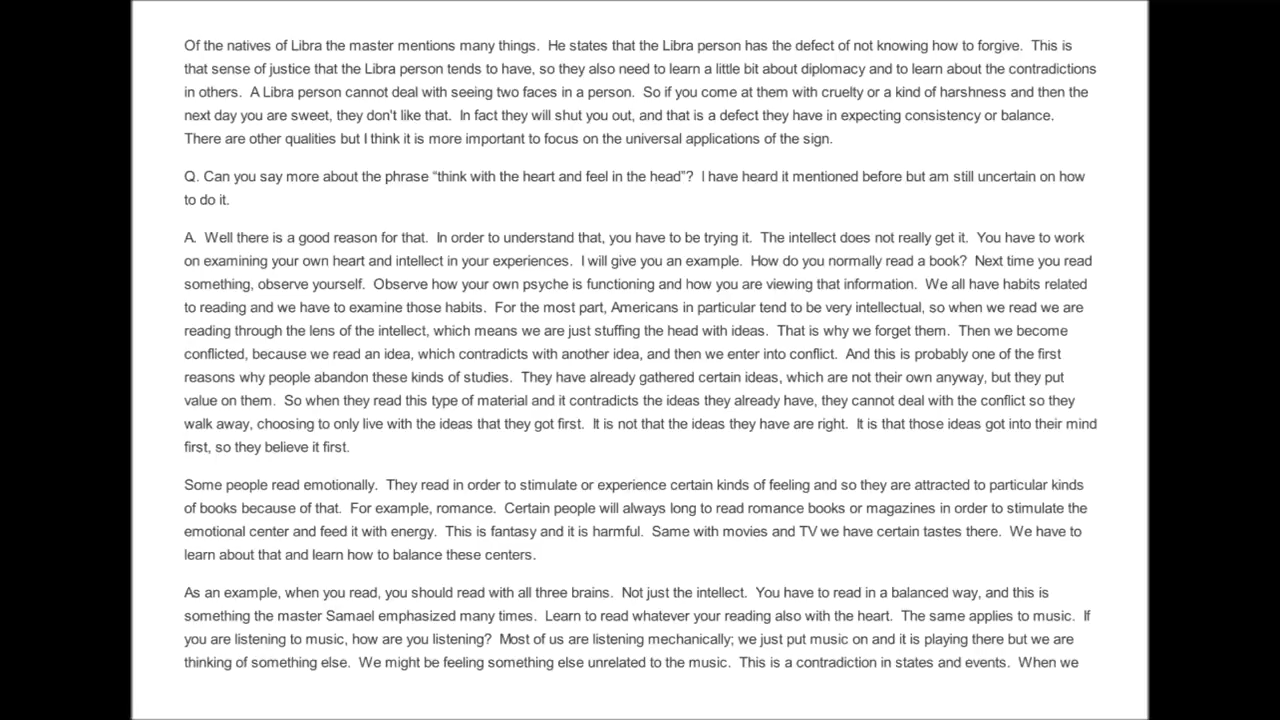 Of the natives of Libra the master mentions many things.  He states that the Libra person has the defect of not knowing how to forgive.  This is
that sense of justice that the Libra person tends to have, so they also need to learn a little bit about diplomacy and to learn about the contradictions
in others.  A Libra person cannot deal with seeing two faces in a person.  So if you come at them with cruelty or a kind of harshness and then the
next day you are sweet, they don't like that.  In fact they will shut you out, and that is a defect they have in expecting consistency or balance.
There are other qualities but I think it is more important to focus on the universal applications of the sign.
Q. Can you say more about the phrase “think with the heart and feel in the head”?  I have heard it mentioned before but am still uncertain on how
to do it.
A.  Well there is a good reason for that.  In order to understand that, you have to be trying it.  The intellect does not really get it.  You have to work
on examining your own heart and intellect in your experiences.  I will give you an example.  How do you normally read a book?  Next time you read
something, observe yourself.  Observe how your own psyche is functioning and how you are viewing that information.  We all have habits related
to reading and we have to examine those habits.  For the most part, Americans in particular tend to be very intellectual, so when we read we are
reading through the lens of the intellect, which means we are just stuffing the head with ideas.  That is why we forget them.  Then we become
conflicted, because we read an idea, which contradicts with another idea, and then we enter into conflict.  And this is probably one of the first
reasons why people abandon these kinds of studies.  They have already gathered certain ideas, which are not their own anyway, but they put
value on them.  So when they read this type of material and it contradicts the ideas they already have, they cannot deal with the conflict so they
walk away, choosing to only live with the ideas that they got first.  It is not that the ideas they have are right.  It is that those ideas got into their mind
first, so they believe it first.
Some people read emotionally.  They read in order to stimulate or experience certain kinds of feeling and so they are attracted to particular kinds
of books because of that.  For example, romance.  Certain people will always long to read romance books or magazines in order to stimulate the
emotional center and feed it with energy.  This is fantasy and it is harmful.  Same with movies and TV we have certain tastes there.  We have to
learn about that and learn how to balance these centers.
As an example, when you read, you should read with all three brains.  Not just the intellect.  You have to read in a balanced way, and this is
something the master Samael emphasized many times.  Learn to read whatever your reading also with the heart.  The same applies to music.  If
you are listening to music, how are you listening?  Most of us are listening mechanically; we just put music on and it is playing there but we are
thinking of something else.  We might be feeling something else unrelated to the music.  This is a contradiction in states and events.  When we